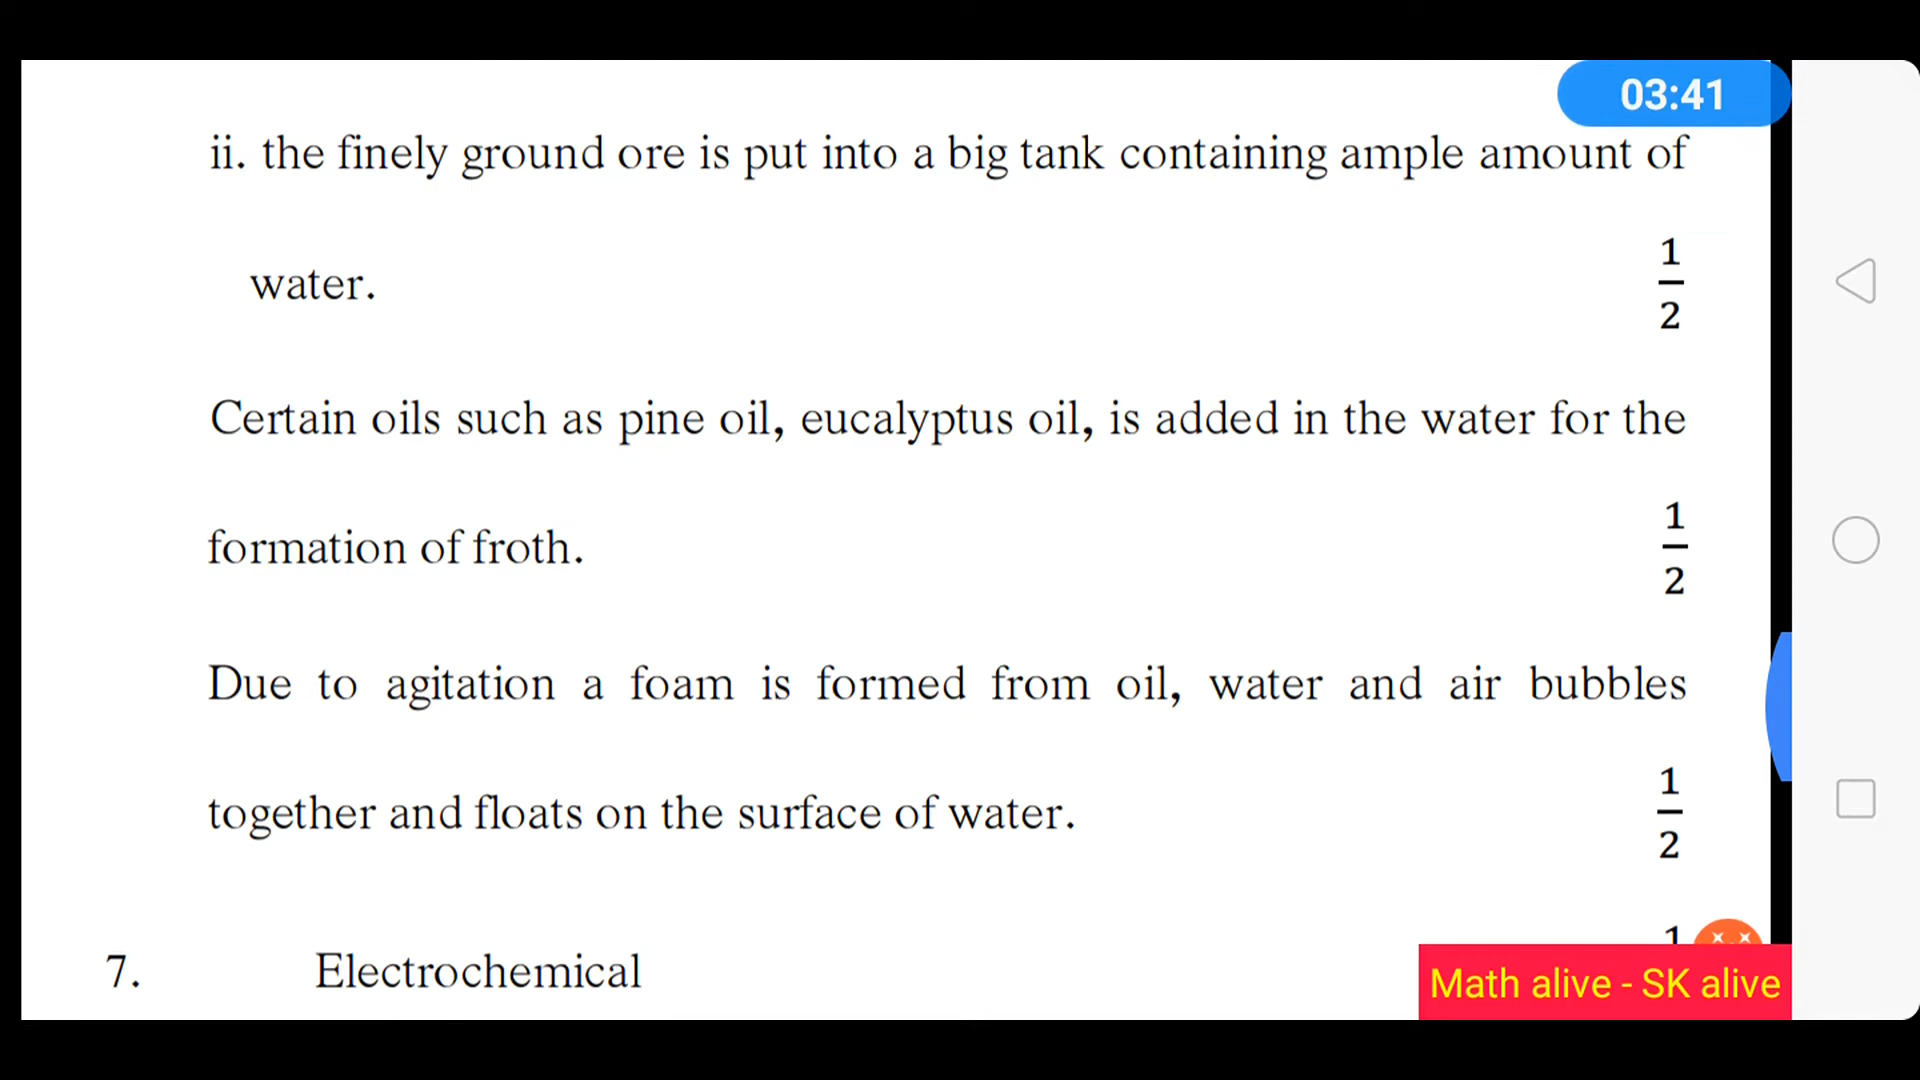 03:41
ii. the finely ground ore is put into a big tank containing ample amount of
water. 1/2
Certain oils such as pine oil, eucalyptus oil, is added in the water for the
formation of froth. 1/2
Due to agitation a foam is formed from oil, water and air bubbles
together and floats on the surface of water. 1/2
7. Electrochemical 1
Math alive - SK alive